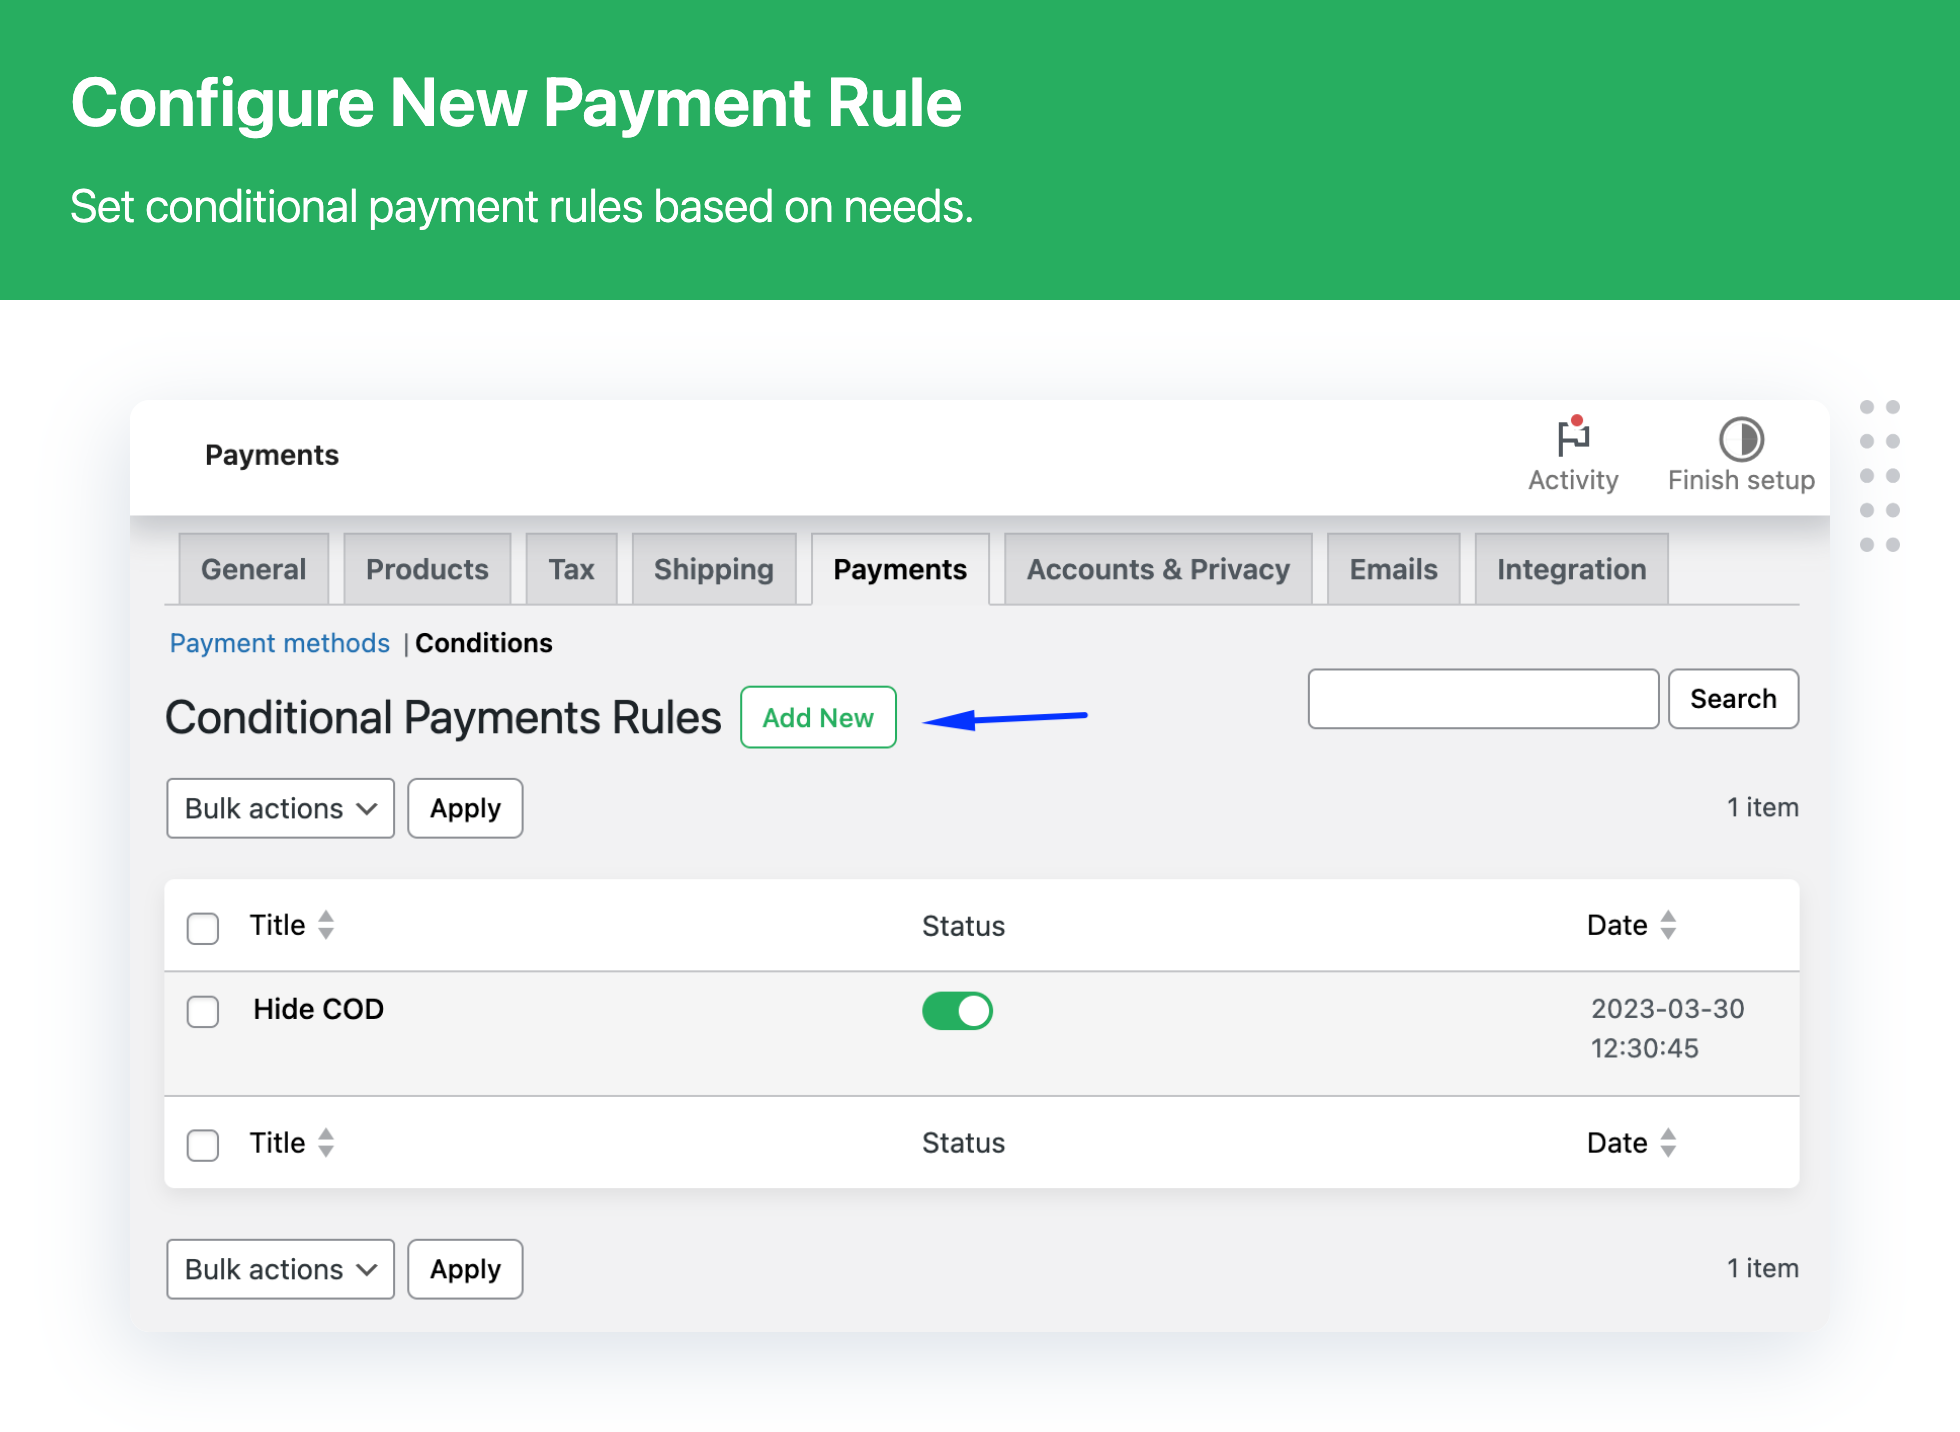 Configure New Payment Rule
Set conditional payment rules based on needs.
Payments
Activity
Finish setup
General
Products
Tax
Shipping
Payments
Accounts & Privacy
Emails
Integration
Payment methods | Conditions
Conditional Payments Rules
Add New
Search
Bulk actions
Apply
1 item
Title
Status
Date
Hide COD
2023-03-30
12:30:45
Title
Status
Date
Bulk actions
Apply
1 item